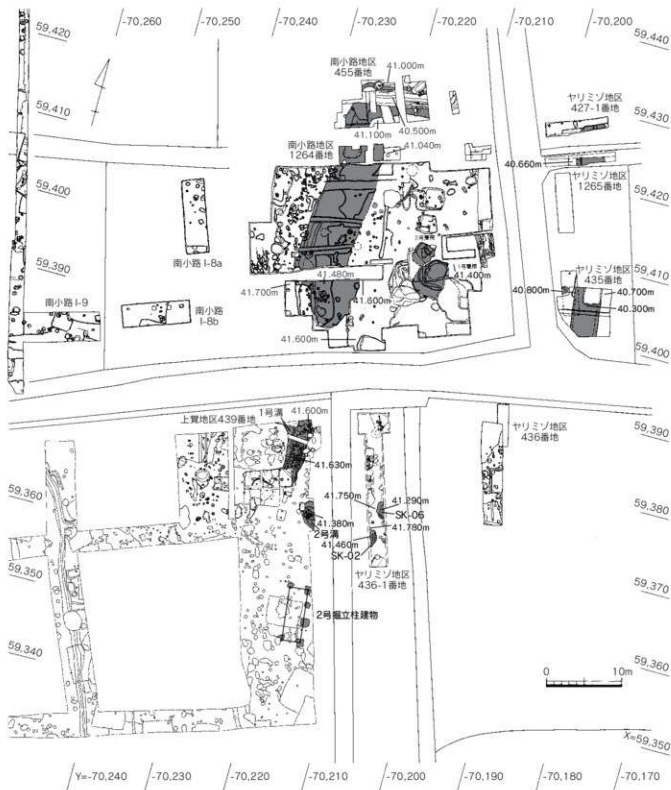 -70,260
-70,250
-70,240
-70,230
-70,220
-70,210
-70,200
59,420
59,440
南小路地区
455番地
41.000m
ヤリミゾ地区
427-1番地
59,410
59,430
41.100m
40.500m
南小路地区
1264番地
41.040m
40.660m
ヤリミゾ地区
1265番地
59,400
59,420
南小路 I-8a
59,390
41.480m
41.400m
ヤリミゾ地区
435番地
59,410
41.700m
41.600m
40.800m
40.700m
40.300m
南小路 I-9
南小路
I-8b
41.600m
59,400
上覚地区439番地
1号溝
41.600m
ヤリミゾ地区
436番地
59,390
41.630m
59,360
41.750m
41.290m
SK-06
59,380
41.380m
2号溝
41.780m
41.460m
SK-02
59,350
ヤリミゾ地区
436-1番地
59,370
2号掘立柱建物
59,340
59,360
0
10m
X=59,350
Y=-70,240
-70,230
-70,220
-70,210
-70,200
-70,190
-70,180
-70,170